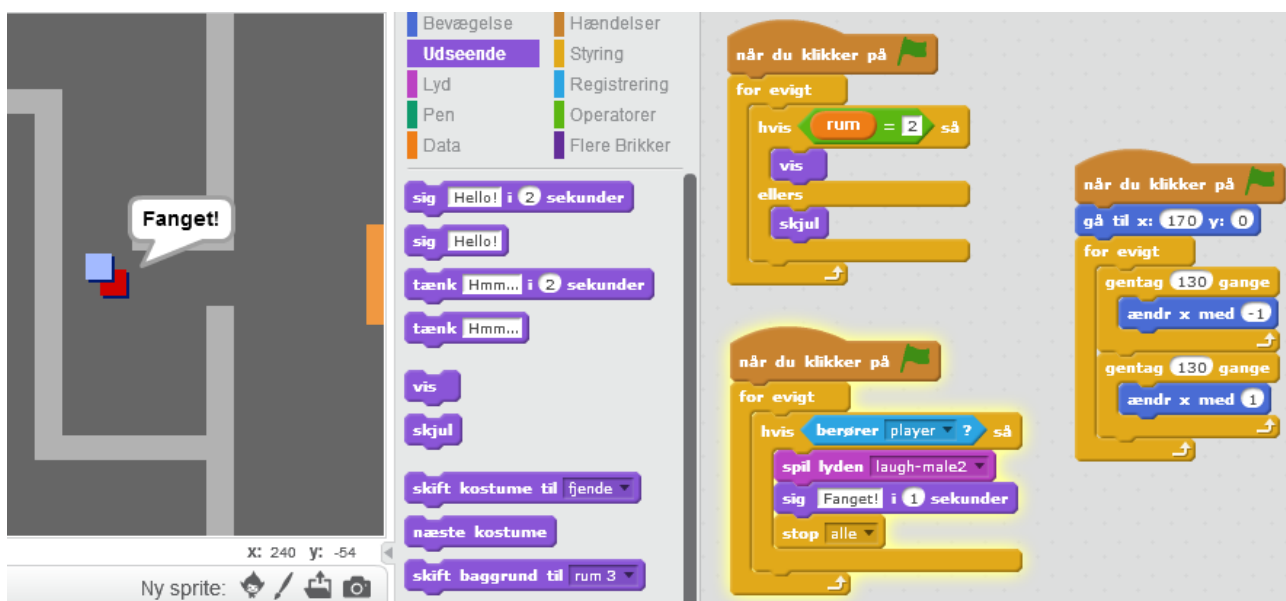 Fanget!
x: 240 y: -54
Ny sprite:
Bevægelse Hændelser
Udseende Styring
Lyd Registrering
Pen Operatorer
Data Flere Brikker
sig Hello! i 2 sekunder
sig Hello!
tænk Hmm... i 2 sekunder
tænk Hmm...
vis
skjul
skift kostume til fjende
næste kostume
skift baggrund til rum 3
når du klikker på
for evigt
hvis rum = 2 så
vis
ellers
skjul
når du klikker på
for evigt
hvis berører player ? så
spil lyden laugh-male2
sig Fanget! i 1 sekunder
stop alle
når du klikker på
gå til x: 170 y: 0
for evigt
gentag 130 gange
ændr x med -1
gentag 130 gange
ændr x med 1